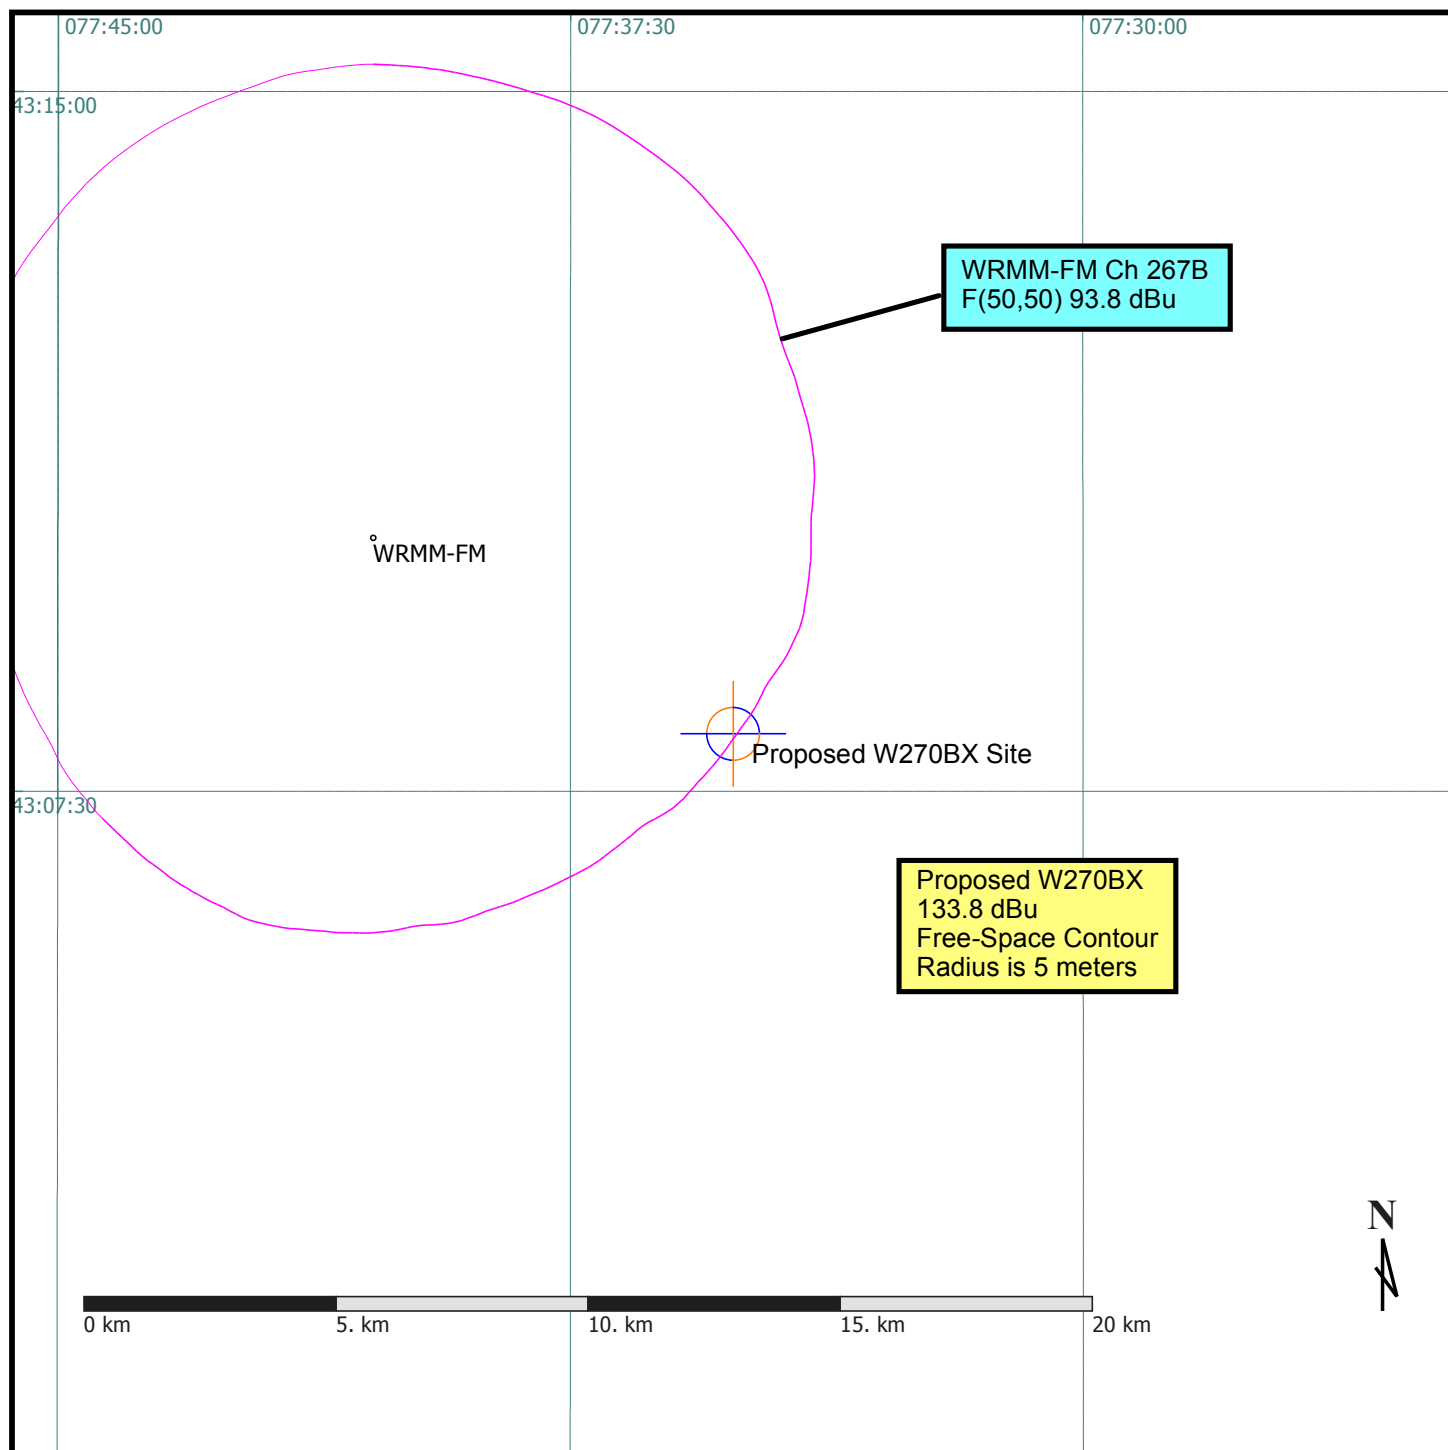 077:45:00
077:37:30
077:30:00
43:15:00
WRMM-FM Ch 267B
F(50,50) 93.8 dBu
WRMM-FM
Proposed W270BX Site
43:07:30
Proposed W270BX
133.8 dBu
Free-Space Contour
Radius is 5 meters
N
0 km
5. km
10. km
15. km
20 km